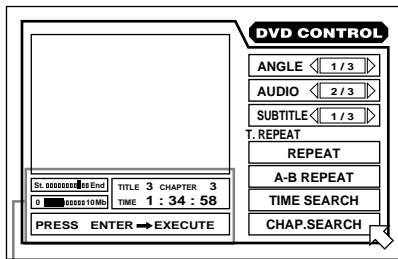 DVD CONTROL
ANGLE 1 / 3
AUDIO 2 / 3
SUBTITLE 1 / 3
T. REPEAT
REPEAT
A-B REPEAT
TIME SEARCH
CHAP.SEARCH
St. End
0 10Mb
TITLE 3 CHAPTER 3
TIME 1 : 34 : 58
PRESS ENTER ➡ EXECUTE